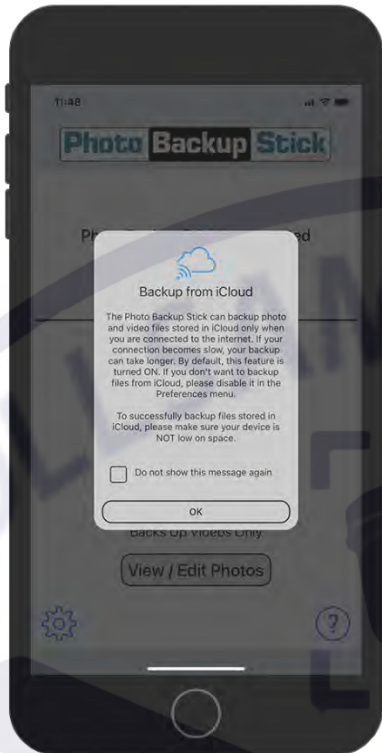 11:48
Photo Backup Stick
Backup from iCloud
The Photo Backup Stick can backup photo
and video files stored in iCloud only when
you are connected to the internet. If your
connection becomes slow, your backup
can take longer. By default, this feature is
turned ON. If you don't want to backup
files from iCloud, please disable it in the
Preferences menu.
To successfully backup files stored in
iCloud, please make sure your device is
NOT low on space.
Do not show this message again
OK
Backs Up Videos Only
View / Edit Photos
?